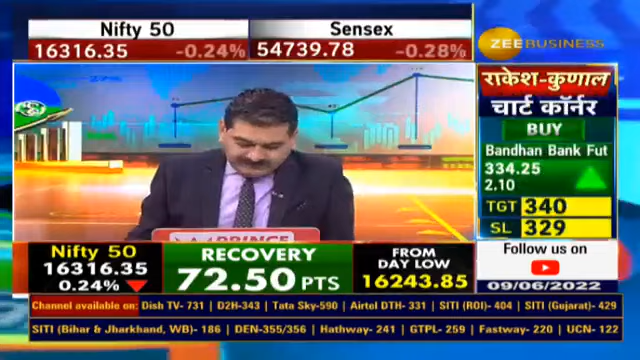 Nifty 50
16316.35 -0.24%
Sensex
54739.78 -0.28%
ZEE BUSINESS
राकेश-कुणाल
चार्ट कॉर्नर
BUY
Bandhan Bank Fut
334.25
2.10
TGT 340
SL 329
PRINCE
Nifty 50
16316.35
0.24%
RECOVERY
72.50 PTS
FROM
DAY LOW
16243.85
Follow us on
09/06/2022
Channel available on: Dish TV- 731 | D2H-343 | Tata Sky-590 | Airtel DTH- 331 | SITI (ROI)- 404 | SITI (Gujarat)- 429
SITI (Bihar & Jharkhand, WB)- 186 | DEN-355/356 | Hathway- 241 | GTPL- 259 | Fastway- 220 | UCN- 122